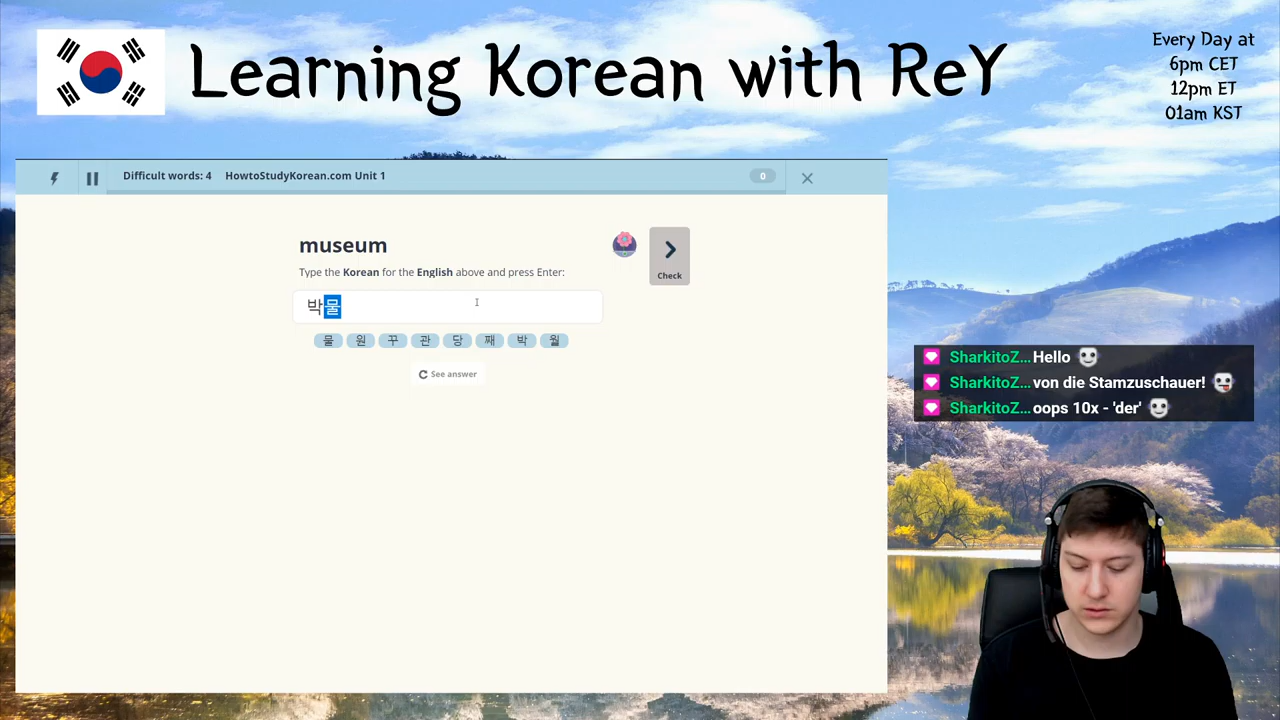 Learning Korean with ReY
Every Day at
6pm CET
12pm ET
01am KST
Difficult words: 4 HowtoStudyKorean.com Unit 1
0
museum
Type the Korean for the English above and press Enter:
Check
박물
물 원 꾸 관 당 째 박 월
See answer
SharkitoZ... Hello
SharkitoZ... von die Stamzuschauer!
SharkitoZ... oops 10x - 'der'